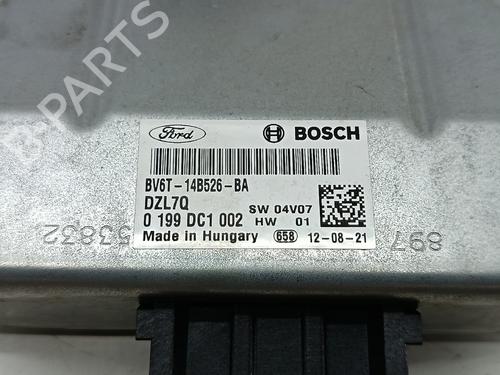 B-PARTS
Ford
BOSCH
BV6T-14B526-BA
DZL7Q
SW 04V07
0 199 DC1 002
HW 01
Made in Hungary
658
12-08-21
53832
897